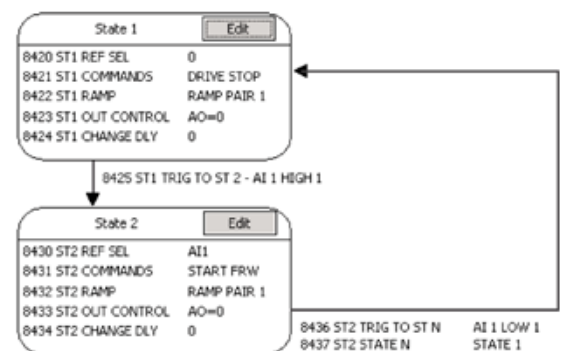 State 1 Edit
8420 ST1 REF SEL 0
8421 ST1 COMMANDS DRIVE STOP
8422 ST1 RAMP RAMP PAIR 1
8423 ST1 OUT CONTROL AO=0
8424 ST1 CHANGE DLY 0
8425 ST1 TRIG TO ST 2 - AI 1 HIGH 1
State 2 Edit
8430 ST2 REF SEL AI1
8431 ST2 COMMANDS START FRW
8432 ST2 RAMP RAMP PAIR 1
8433 ST2 OUT CONTROL AO=0
8434 ST2 CHANGE DLY 0
8436 ST2 TRIG TO ST N AI 1 LOW 1
8437 ST2 STATE N STATE 1